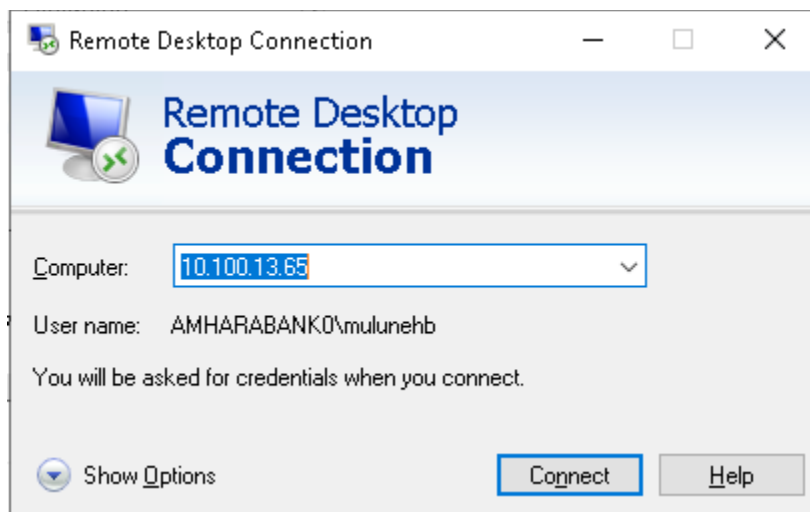 Remote Desktop Connection
Remote Desktop
Connection
Computer: 10.100.13.65
User name: AMHARABANK0\mulunehb
You will be asked for credentials when you connect.
Show Options Connect Help